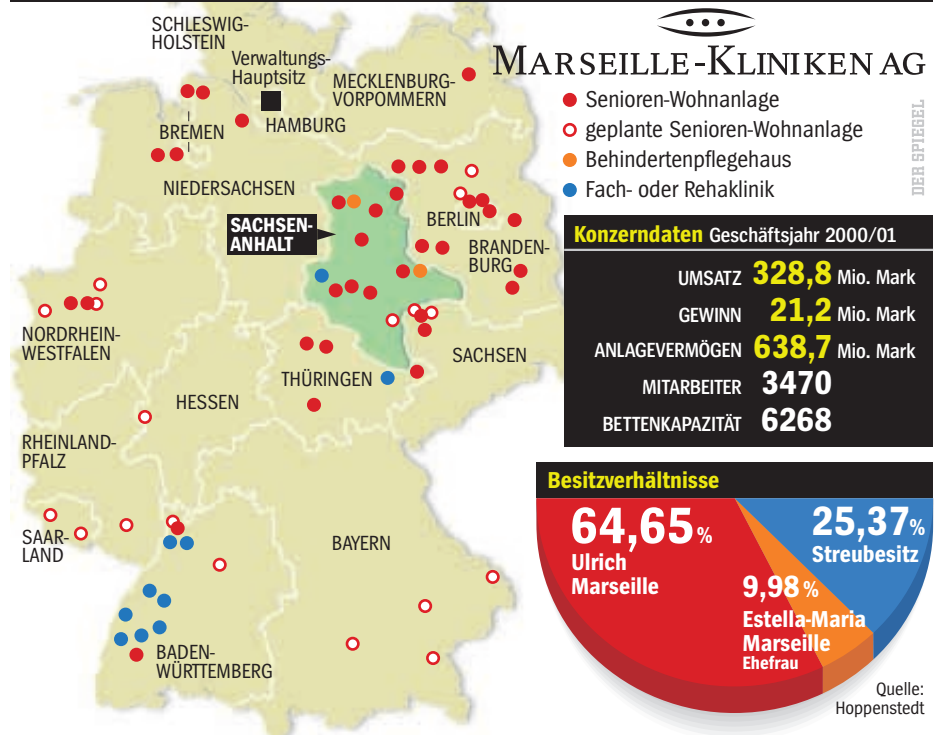 MARSEILLE-KLINIKEN AG
Senioren-Wohnanlage
geplante Senioren-Wohnanlage
Behindertenpflegehaus
Fach- oder Rehaklinik
DER SPIEGEL
SCHLESWIG-
HOLSTEIN
Verwaltungs-
Hauptsitz
MECKLENBURG-
VORPOMMERN
BREMEN
HAMBURG
NIEDERSACHSEN
SACHSEN-
ANHALT
BERLIN
BRANDEN-
BURG
NORDRHEIN-
WESTFALEN
SACHSEN
THÜRINGEN
HESSEN
RHEINLAND-
PFALZ
SAAR-
LAND
BAYERN
BADEN-
WÜRTTEMBERG
Konzerndaten Geschäftsjahr 2000/01
UMSATZ 328,8 Mio. Mark
GEWINN 21,2 Mio. Mark
ANLAGEVERMÖGEN 638,7 Mio. Mark
MITARBEITER 3470
BETTENKAPAZITÄT 6268
Besitzverhältnisse
64,65%
Ulrich
Marseille
25,37%
Streubesitz
9,98%
Estella-Maria
Marseille
Ehefrau
Quelle:
Hoppenstedt